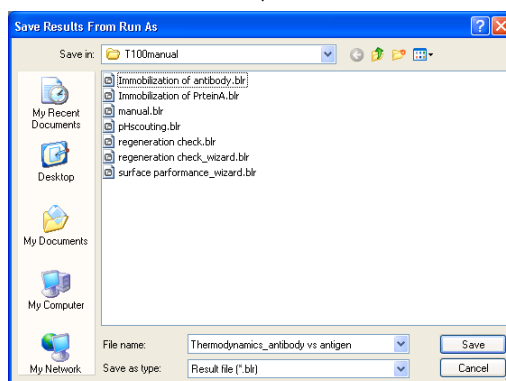 Save Results From Run As
Save in: T100manual
Immobilization of antibody.blr
Immobilization of PrteinA.blr
manual.blr
pHscouting.blr
regeneration check.blr
regeneration check_wizard.blr
surface parformance_wizard.blr
My Recent
Documents
Desktop
My Documents
My Computer
My Network
File name: Thermodynamics_antibody vs antigen Save
Save as type: Result file (*.blr) Cancel